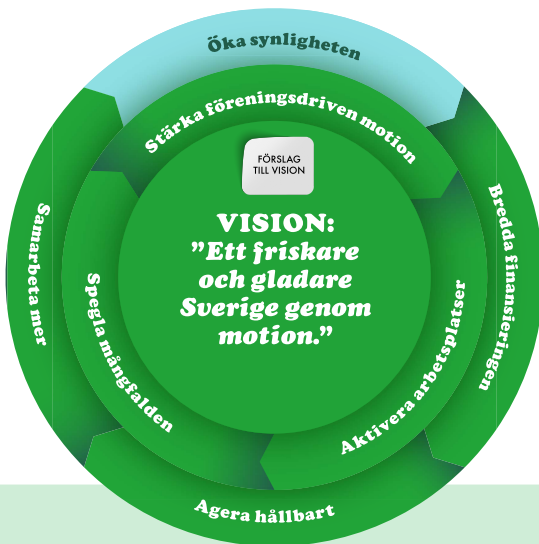 Öka synligheten
Stärka föreningsdriven motion
FÖRSLAG
TILL VISION
VISION:
”Ett friskare
och gladare
Sverige genom
motion.”
Samarbeta mer
Bredda finansieringen
Spegla mångfalden
Aktivera arbetsplatser
Agera hållbart